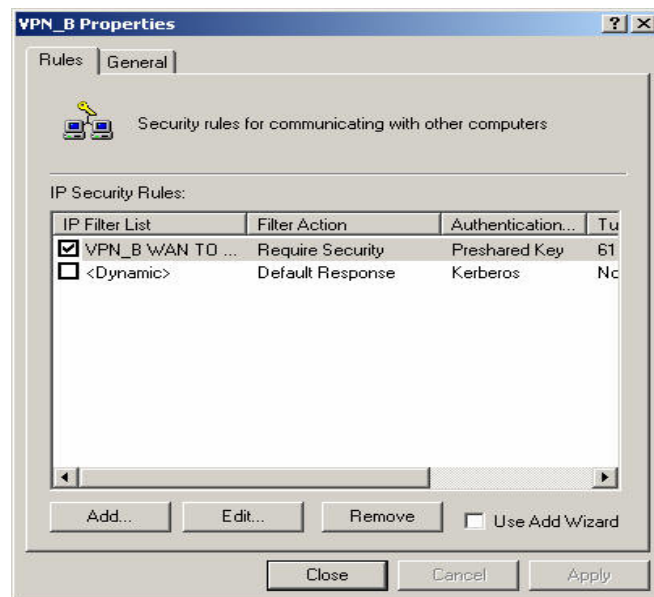 VPN_B Properties
Rules General
Security rules for communicating with other computers
IP Security Rules:
IP Filter List Filter Action Authentication... Tu
VPN_B WAN TO ... Require Security Preshared Key 61
<Dynamic> Default Response Kerberos No
Add... Edit... Remove Use Add Wizard
Close Cancel Apply